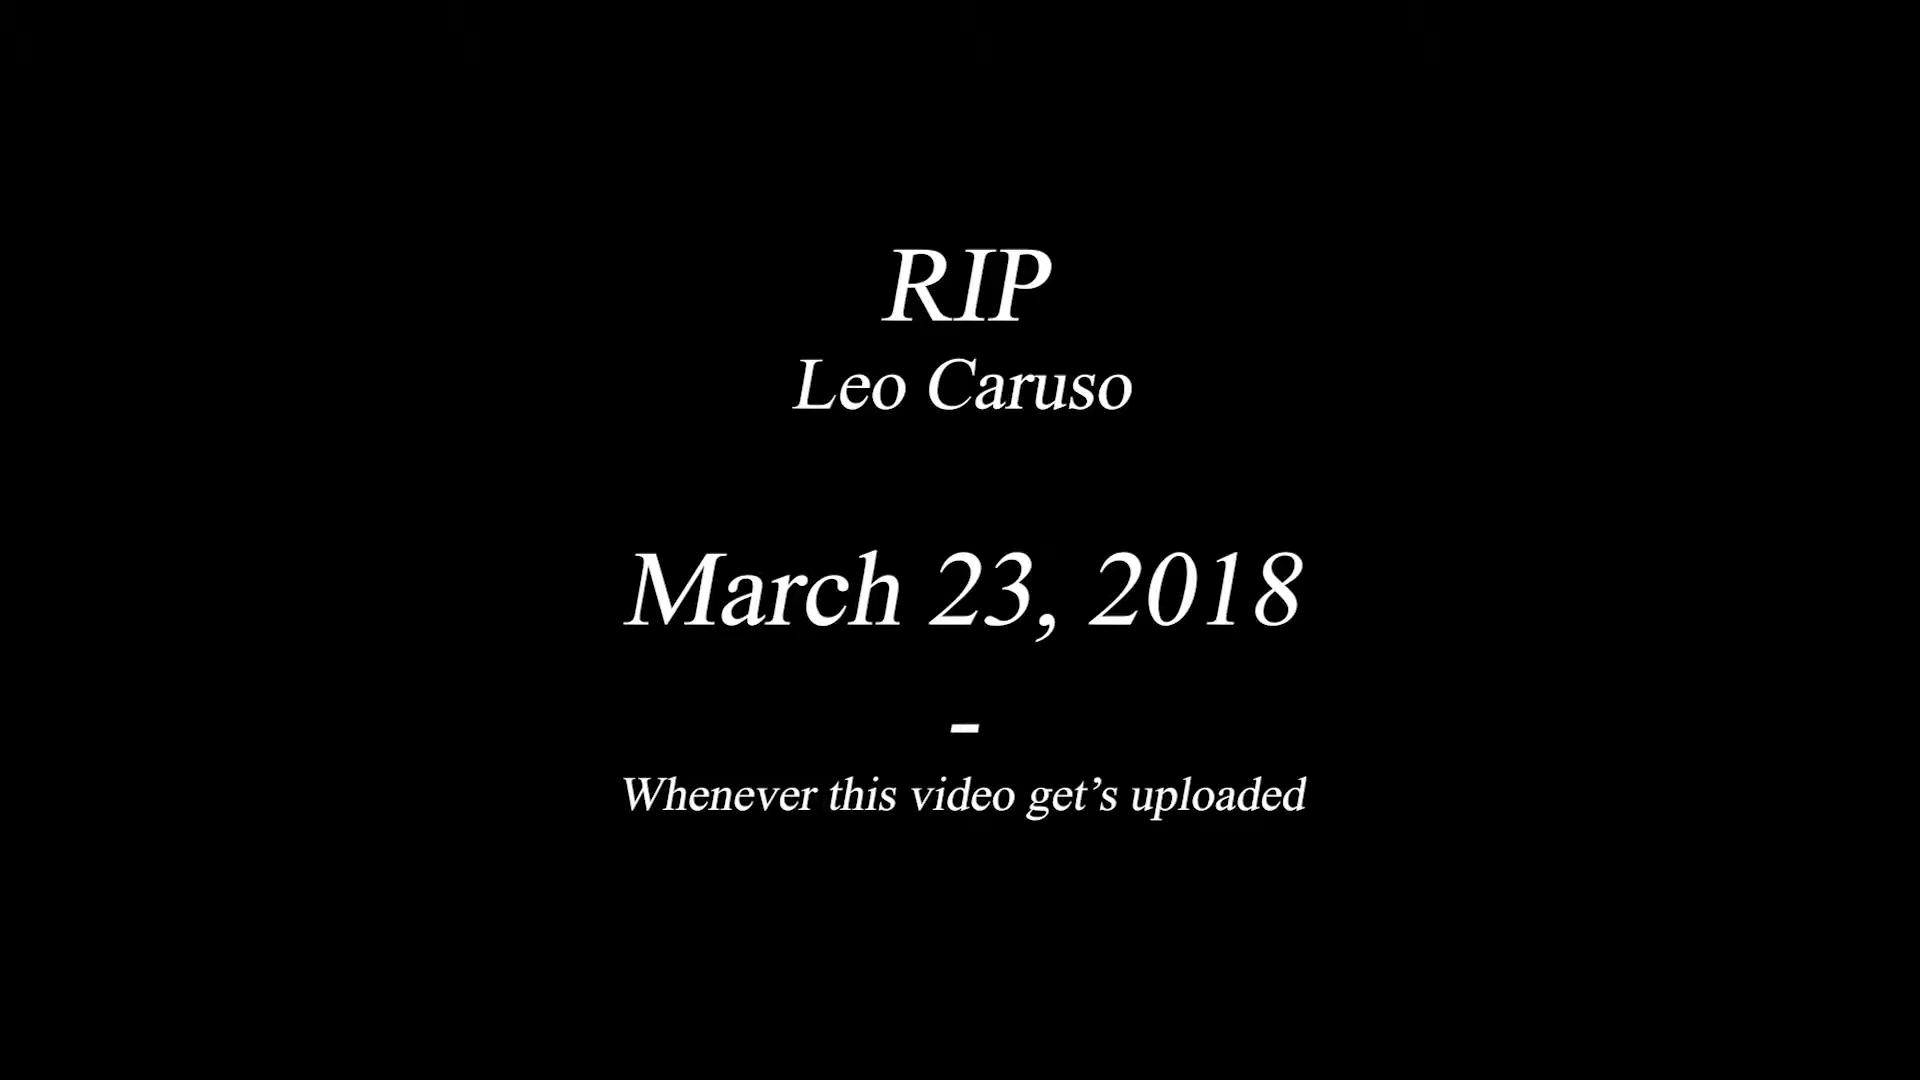 RIP
Leo Caruso
March 23, 2018
-
Whenever this video get’s uploaded